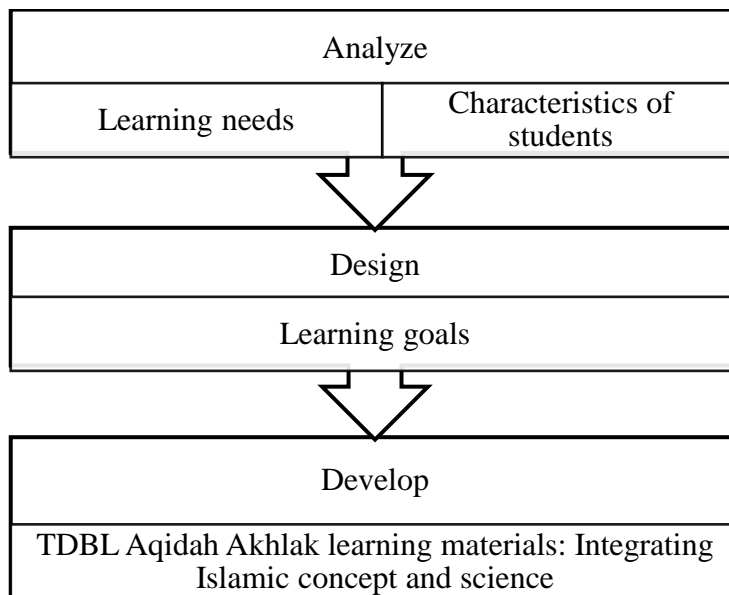 Analyze
Learning needs
Characteristics of
students
Design
Learning goals
Develop
TDBL Aqidah Akhlak learning materials: Integrating
Islamic concept and science